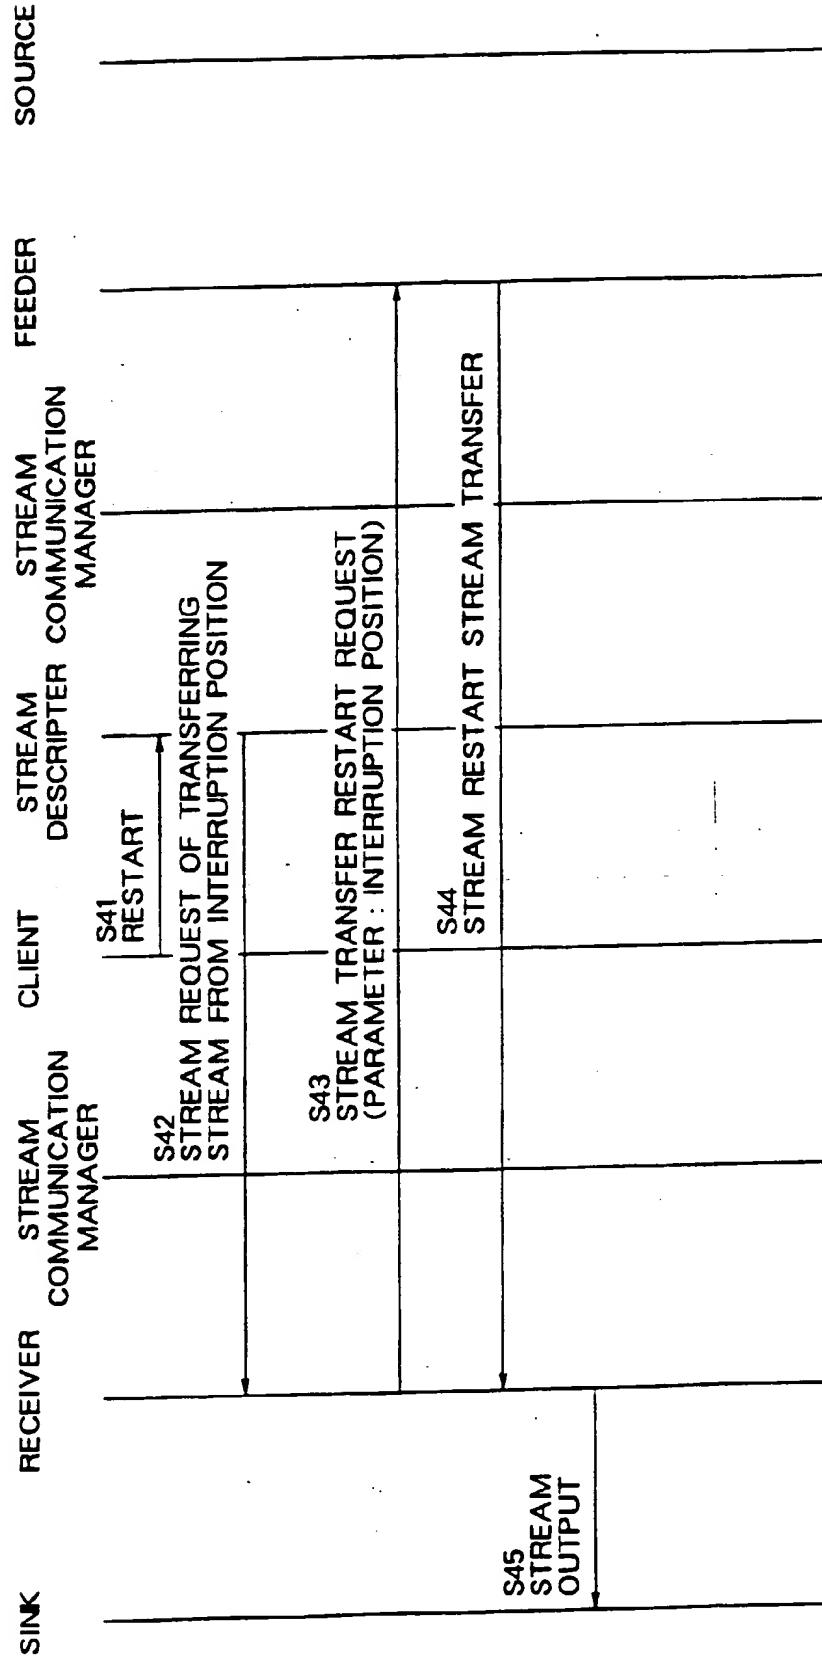 SINK
RECEIVER
STREAM
COMMUNICATION
MANAGER
CLIENT
STREAM
DESCRIPTER
STREAM
COMMUNICATION
MANAGER
FEEDER
SOURCE
S41
RESTART
S42
STREAM REQUEST OF TRANSFERRING
STREAM FROM INTERRUPTION POSITION
S43
STREAM TRANSFER RESTART REQUEST
(PARAMETER : INTERRUPTION POSITION)
S44
STREAM RESTART STREAM TRANSFER
S45
STREAM
OUTPUT